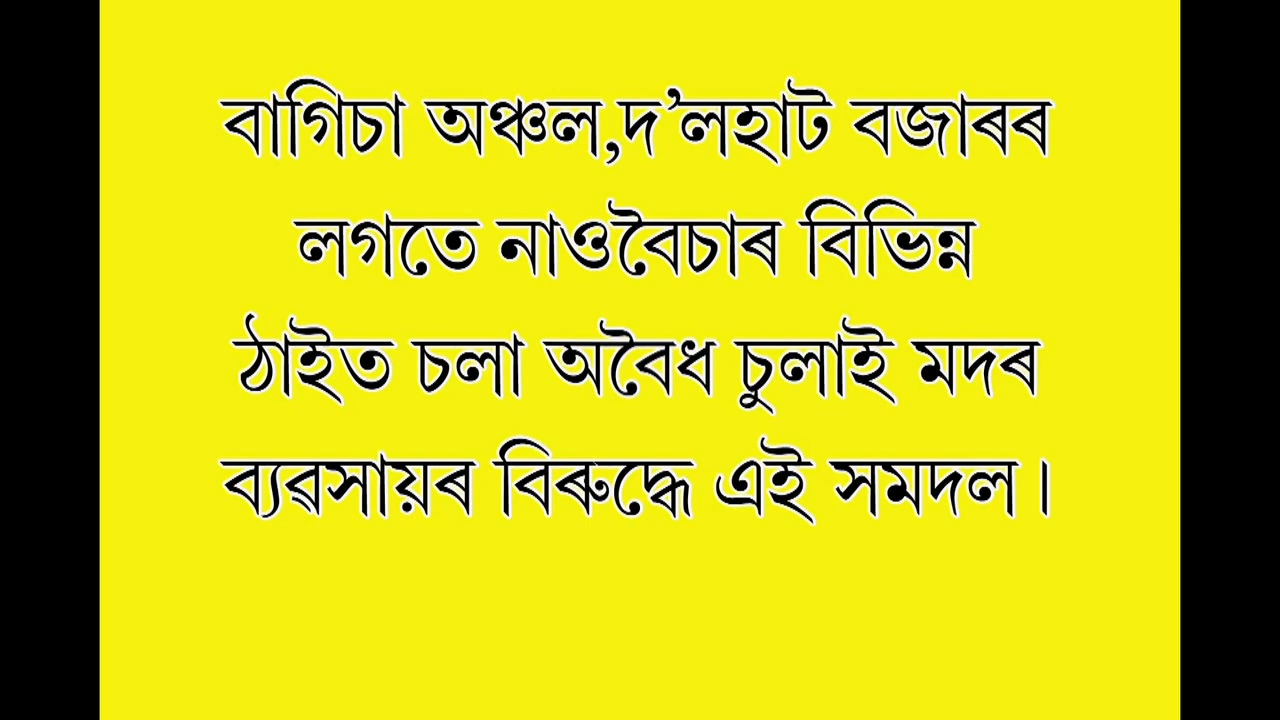 বাগিচা অঞ্চল,দ’লহাট বজাৰৰ
লগতে নাওবৈচাৰ বিভিন্ন
ঠাইত চলা অবৈধ চুলাই মদৰ
ব্যৱসায়ৰ বিৰুদ্ধে এই সমদল।